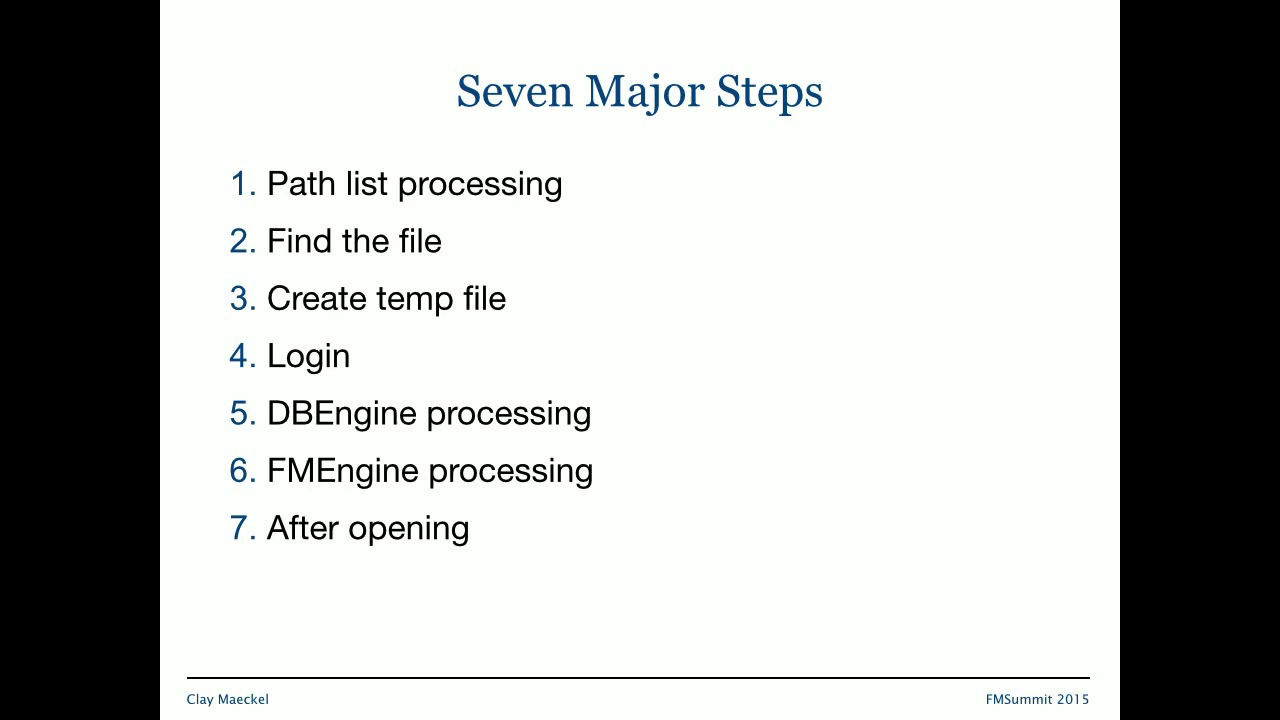 Seven Major Steps
1. Path list processing
2. Find the file
3. Create temp file
4. Login
5. DBEngine processing
6. FMEngine processing
7. After opening
Clay Maeckel
FMSummit 2015